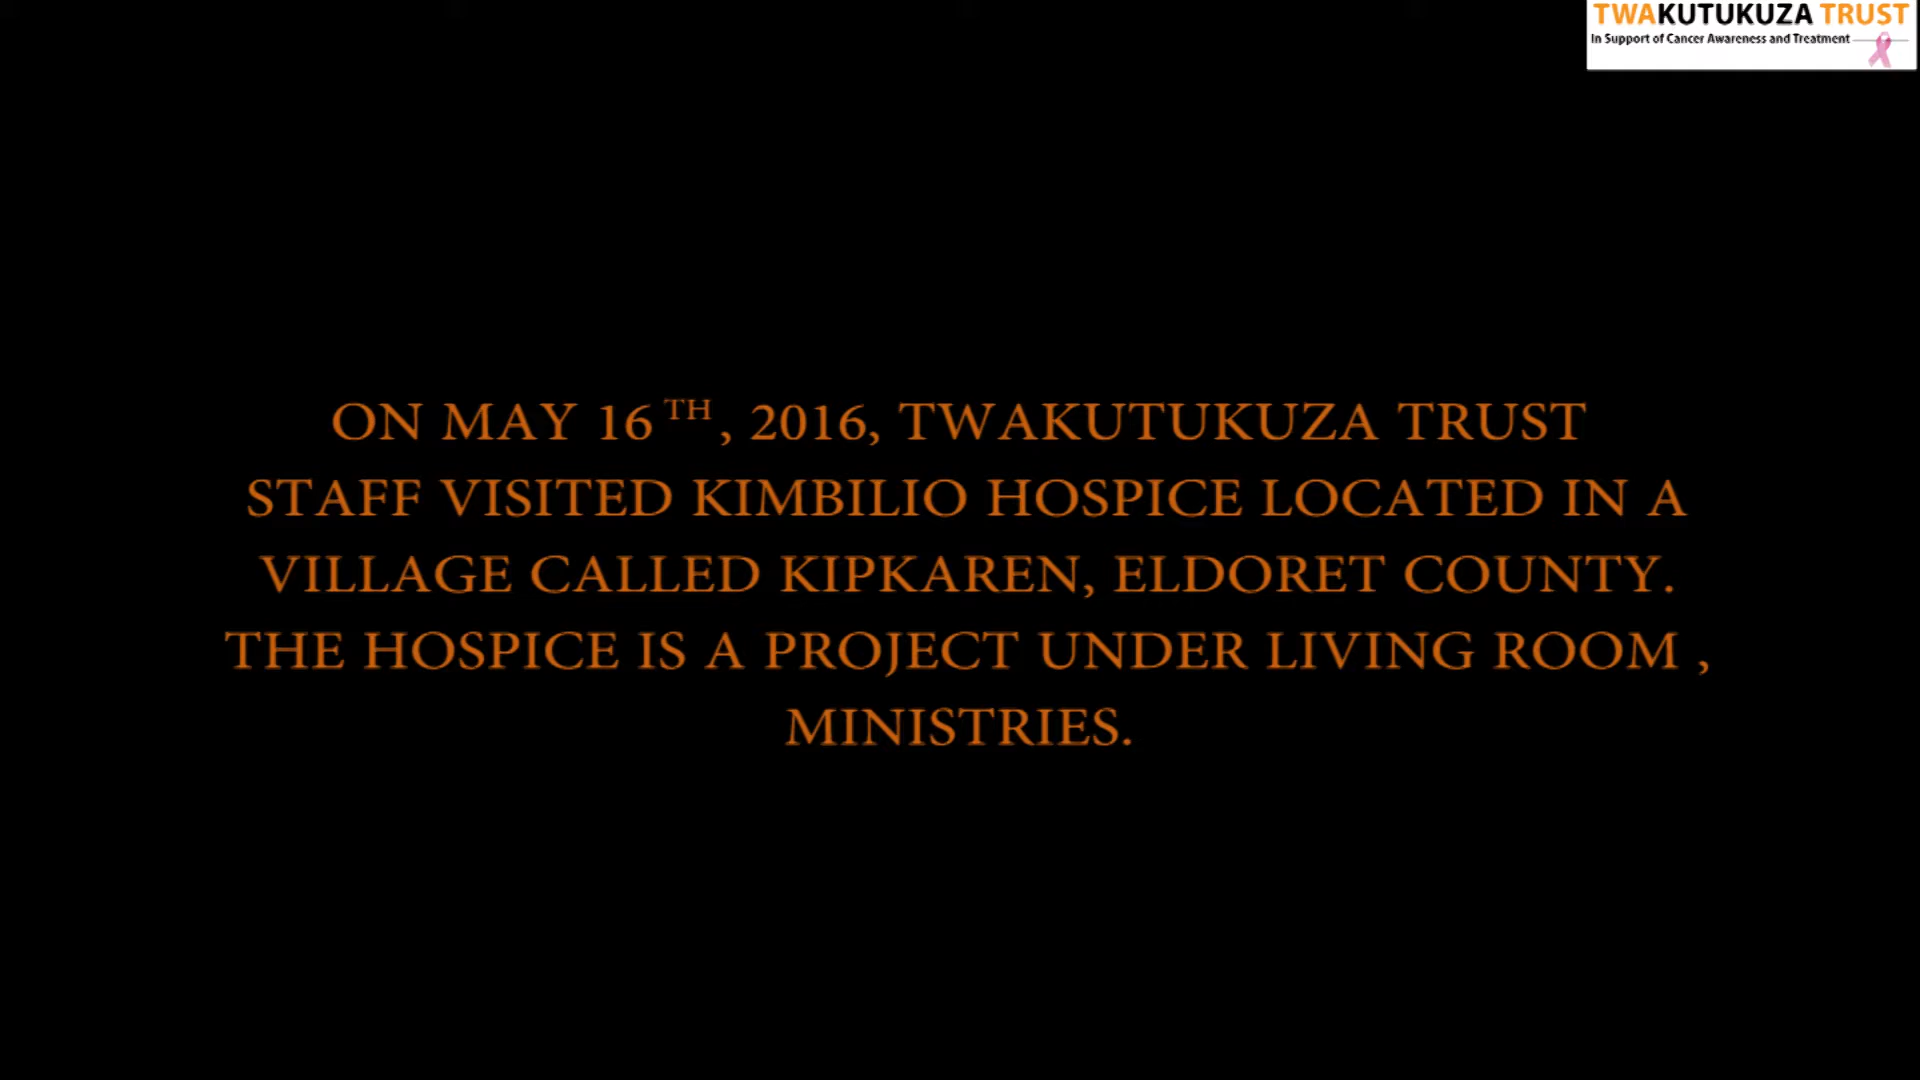 TWAKUTUKUZA TRUST
In Support of Cancer Awareness and Treatment
ON MAY 16TH, 2016, TWAKUTUKUZA TRUST
STAFF VISITED KIMBILIO HOSPICE LOCATED IN A
VILLAGE CALLED KIPKAREN, ELDORET COUNTY.
THE HOSPICE IS A PROJECT UNDER LIVING ROOM ,
MINISTRIES.